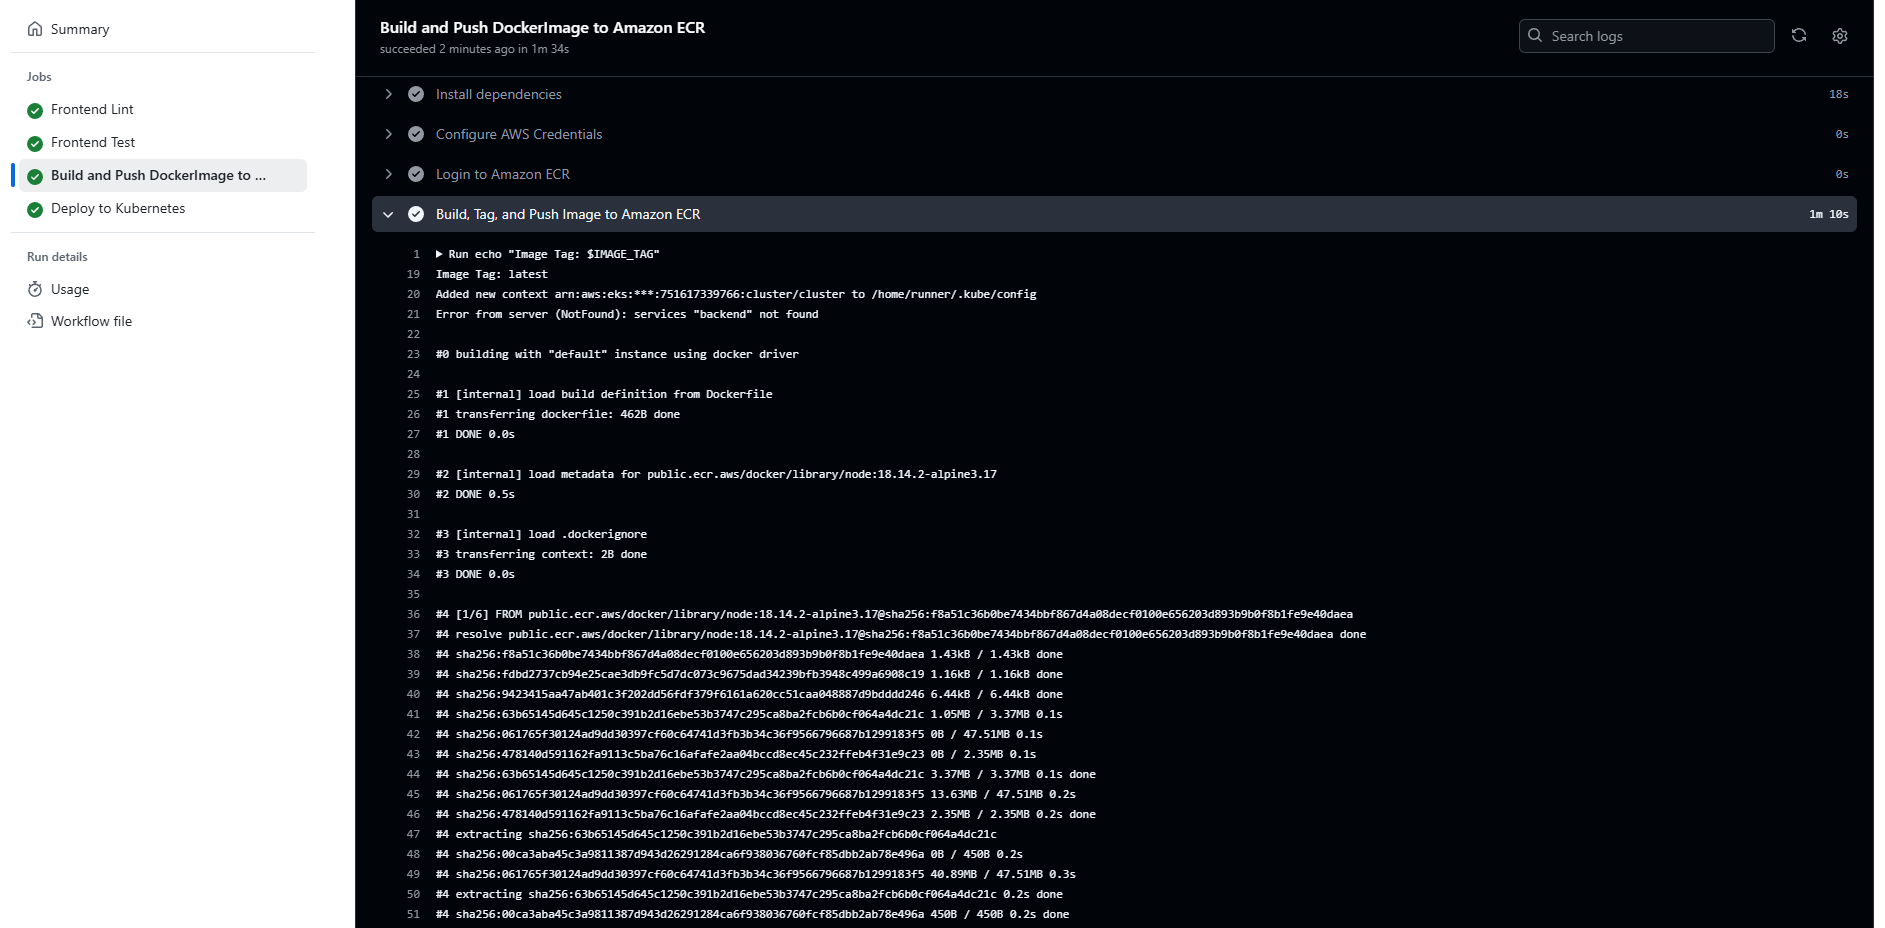 Summary
Jobs
Frontend Lint
Frontend Test
Build and Push DockerImage to ...
Deploy to Kubernetes
Run details
Usage
Workflow file
Build and Push DockerImage to Amazon ECR
succeeded 2 minutes ago in 1m 34s
Search logs
Install dependencies 18s
Configure AWS Credentials 0s
Login to Amazon ECR 0s
Build, Tag, and Push Image to Amazon ECR 1m 10s
1 Run echo "Image Tag: $IMAGE_TAG"
19 Image Tag: latest
20 Added new context arn:aws:eks:***:751617339766:cluster/cluster to /home/runner/.kube/config
21 Error from server (NotFound): services "backend" not found
22
23 #0 building with "default" instance using docker driver
24
25 #1 [internal] load build definition from Dockerfile
26 #1 transferring dockerfile: 462B done
27 #1 DONE 0.0s
28
29 #2 [internal] load metadata for public.ecr.aws/docker/library/node:18.14.2-alpine3.17
30 #2 DONE 0.5s
31
32 #3 [internal] load .dockerignore
33 #3 transferring context: 2B done
34 #3 DONE 0.0s
35
36 #4 [1/6] FROM public.ecr.aws/docker/library/node:18.14.2-alpine3.17@sha256:f8a51c36b0be7434bbf867d4a08decf0100e656203d893b9b0f8b1fe9e40daea
37 #4 resolve public.ecr.aws/docker/library/node:18.14.2-alpine3.17@sha256:f8a51c36b0be7434bbf867d4a08decf0100e656203d893b9b0f8b1fe9e40daea done
38 #4 sha256:f8a51c36b0be7434bbf867d4a08decf0100e656203d893b9b0f8b1fe9e40daea 1.43kB / 1.43kB done
39 #4 sha256:fdbd2737cb94e25cae3db9fc5d7dc073c9675dad34239bfb3948c499a6908c19 1.16kB / 1.16kB done
40 #4 sha256:9423415aa47ab401c3f202dd56fdf379f6161a620cc51caa048887d9bdddd246 6.44kB / 6.44kB done
41 #4 sha256:63b65145d645c1250c391b2d16ebe53b3747c295ca8ba2fcb6b0cf064a4dc21c 1.05MB / 3.37MB 0.1s
42 #4 sha256:061765f30124ad9dd30397cf60c64741d3fb3b34c36f9566796687b1299183f5 0B / 47.51MB 0.1s
43 #4 sha256:478140d591162fa9113c5ba76c16afafe2aa04bccd8ec45c232ffeb4f31e9c23 0B / 2.35MB 0.1s
44 #4 sha256:63b65145d645c1250c391b2d16ebe53b3747c295ca8ba2fcb6b0cf064a4dc21c 3.37MB / 3.37MB 0.1s done
45 #4 sha256:061765f30124ad9dd30397cf60c64741d3fb3b34c36f9566796687b1299183f5 13.63MB / 47.51MB 0.2s
46 #4 sha256:478140d591162fa9113c5ba76c16afafe2aa04bccd8ec45c232ffeb4f31e9c23 2.35MB / 2.35MB 0.2s done
47 #4 extracting sha256:63b65145d645c1250c391b2d16ebe53b3747c295ca8ba2fcb6b0cf064a4dc21c
48 #4 sha256:00ca3aba45c3a9811387d943d26291284ca6f938036760fcf85dbb2ab78e496a 0B / 450B 0.2s
49 #4 sha256:061765f30124ad9dd30397cf60c64741d3fb3b34c36f9566796687b1299183f5 40.89MB / 47.51MB 0.3s
50 #4 extracting sha256:63b65145d645c1250c391b2d16ebe53b3747c295ca8ba2fcb6b0cf064a4dc21c 0.2s done
51 #4 sha256:00ca3aba45c3a9811387d943d26291284ca6f938036760fcf85dbb2ab78e496a 450B / 450B 0.2s done